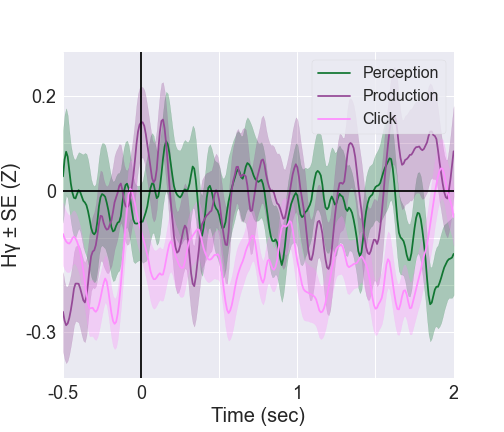 Perception
Production
Click
0.2
0
-0.3
Hγ ± SE (Z)
-0.5 0 1 2
Time (sec)